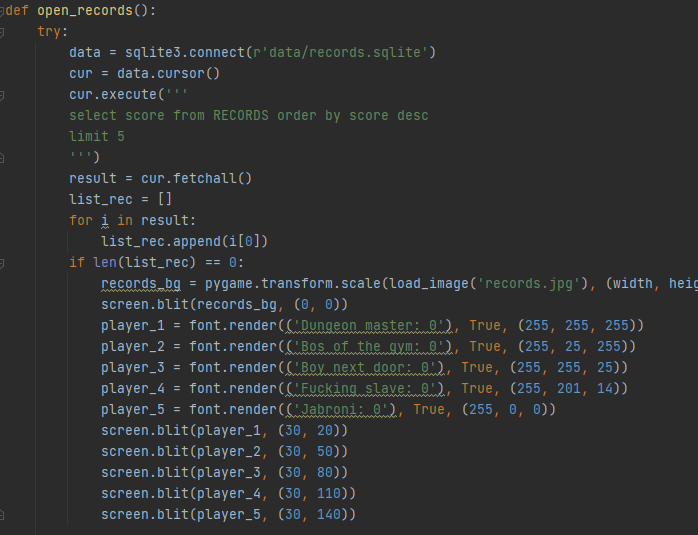 def open_records():
    try:
        data = sqlite3.connect(r'data/records.sqlite')
        cur = data.cursor()
        cur.execute('''
        select score from RECORDS order by score desc
        limit 5
        ''')
        result = cur.fetchall()
        list_rec = []
        for i in result:
            list_rec.append(i[0])
        if len(list_rec) == 0:
            records_bg = pygame.transform.scale(load_image('records.jpg'), (width, heig
            screen.blit(records_bg, (0, 0))
            player_1 = font.render(('Dungeon master: 0'), True, (255, 255, 255))
            player_2 = font.render(('Bos of the gym: 0'), True, (255, 25, 255))
            player_3 = font.render(('Boy next door: 0'), True, (255, 255, 25))
            player_4 = font.render(('Fucking slave: 0'), True, (255, 201, 14))
            player_5 = font.render(('Jabroni: 0'), True, (255, 0, 0))
            screen.blit(player_1, (30, 20))
            screen.blit(player_2, (30, 50))
            screen.blit(player_3, (30, 80))
            screen.blit(player_4, (30, 110))
            screen.blit(player_5, (30, 140))